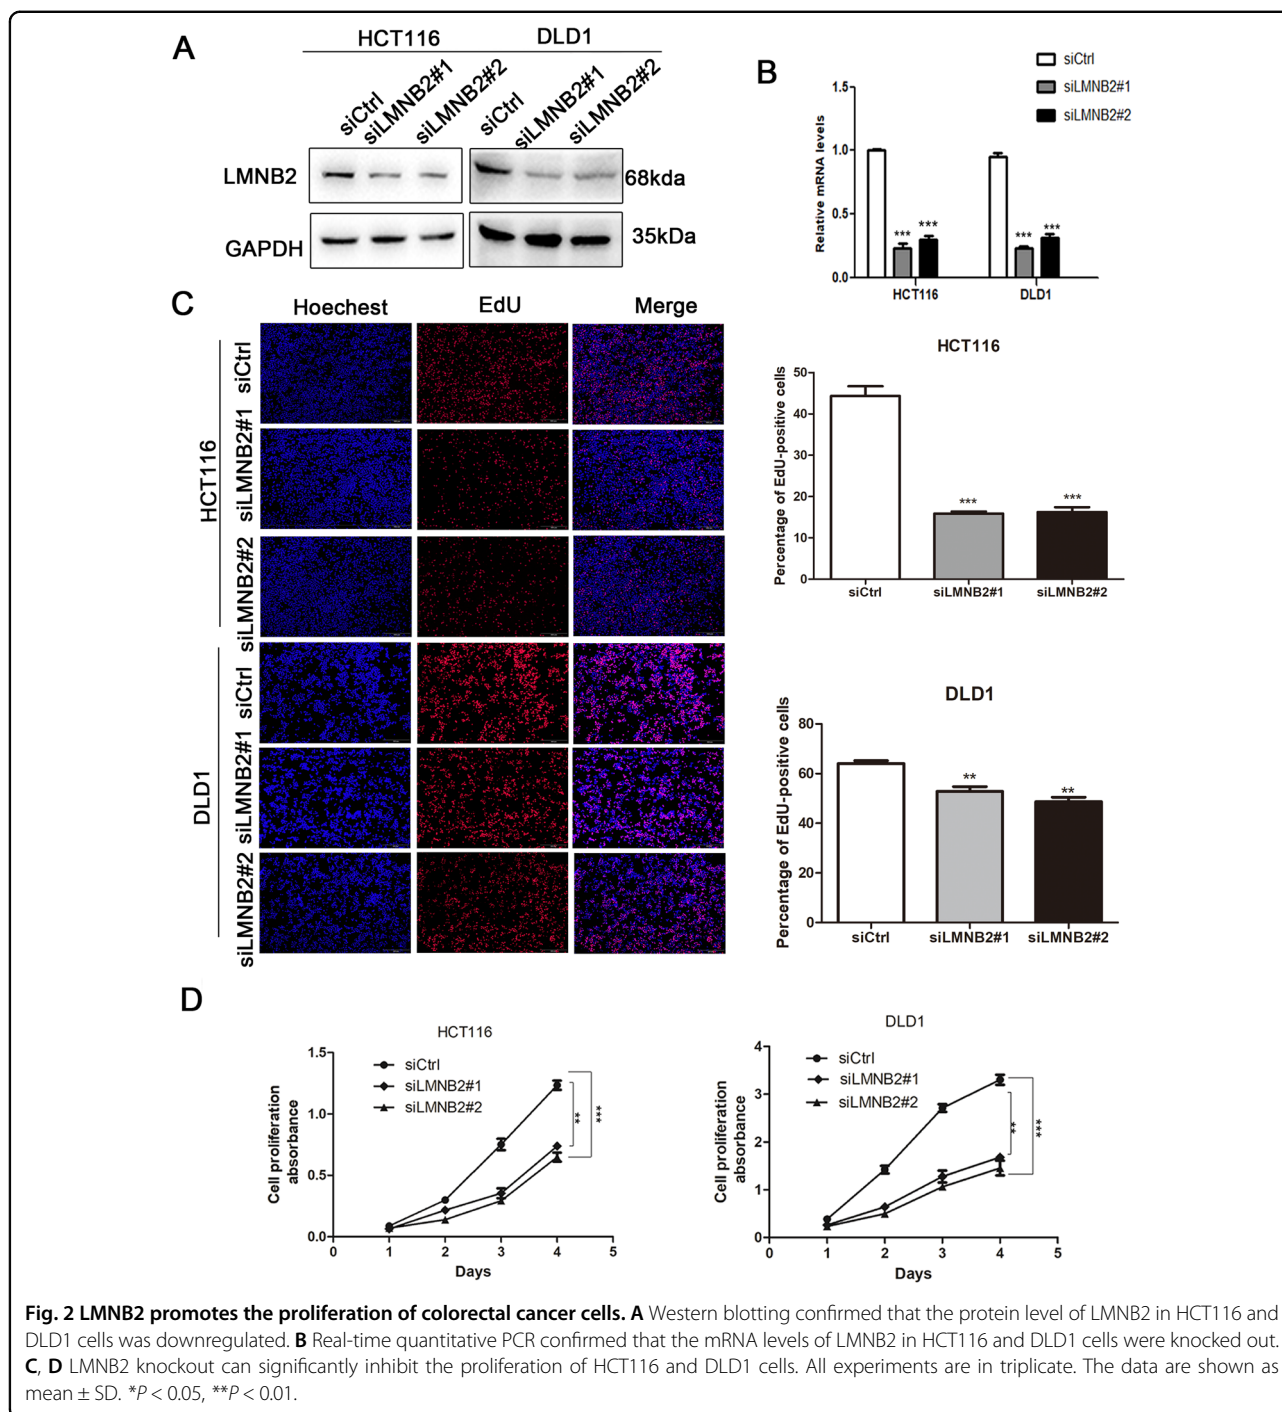 A
HCT116 DLD1
siCtrl siLMNB2#1 siLMNB2#2 siCtrl siLMNB2#1 siLMNB2#2
LMNB2 68kda
GAPDH 35kDa
B
siCtrl
siLMNB2#1
siLMNB2#2
Relative mRNA levels
1.5
1.0
0.5
0.0
*** *** *** ***
HCT116 DLD1
C
Hoechest EdU Merge
HCT116
siCtrl
siLMNB2#1
siLMNB2#2
DLD1
siCtrl
siLMNB2#1
siLMNB2#2
HCT116
Percentage of EdU-positive cells
50
40
30
20
10
0
*** ***
siCtrl siLMNB2#1 siLMNB2#2
DLD1
Percentage of EdU-positive cells
80
60
40
20
0
** **
siCtrl siLMNB2#1 siLMNB2#2
D
HCT116
siCtrl
siLMNB2#1
siLMNB2#2
Cell proliferation
absorbance
1.5
1.0
0.5
0.0
** ***
0 1 2 3 4 5
Days
DLD1
siCtrl
siLMNB2#1
siLMNB2#2
Cell proliferation
absorbance
4
3
2
1
0
** ***
0 1 2 3 4 5
Days
Fig. 2 LMNB2 promotes the proliferation of colorectal cancer cells. A Western blotting confirmed that the protein level of LMNB2 in HCT116 and
DLD1 cells was downregulated. B Real-time quantitative PCR confirmed that the mRNA levels of LMNB2 in HCT116 and DLD1 cells were knocked out.
C, D LMNB2 knockout can significantly inhibit the proliferation of HCT116 and DLD1 cells. All experiments are in triplicate. The data are shown as
mean ± SD. *P < 0.05, **P < 0.01.